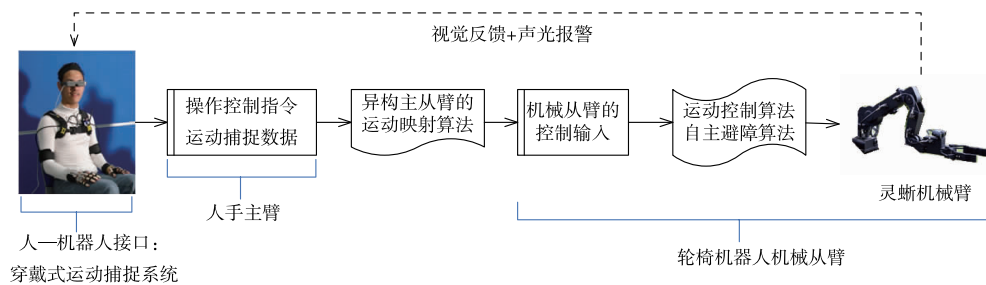 视觉反馈+声光报警
操作控制指令
运动捕捉数据
异构主从臂的
运动映射算法
机械从臂的
控制输入
运动控制算法
自主避障算法
灵蜥机械臂
人手主臂
人—机器人接口：
穿戴式运动捕捉系统
轮椅机器人机械从臂